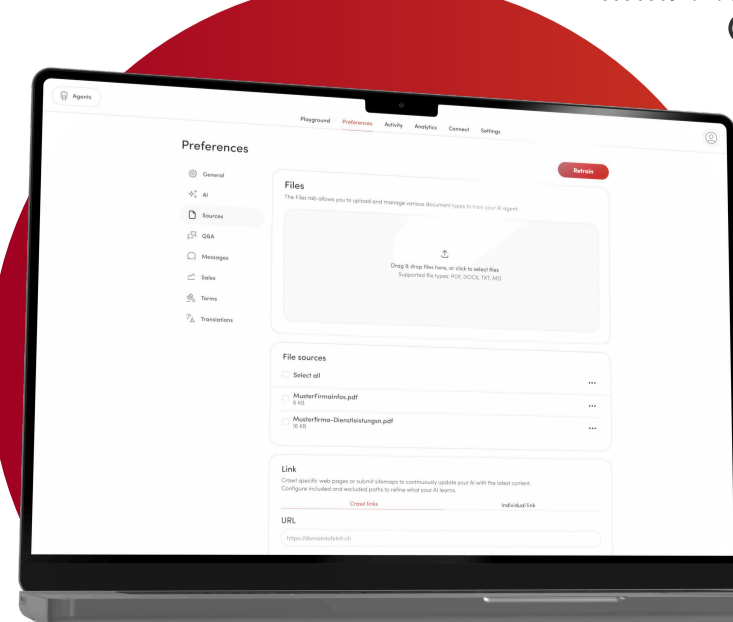 Agents
Playground Preferences Activity Analytics Connect Settings
Preferences
Retrain
General
AI
Sources
Q&A
Messages
Sales
Terms
Translations
Files
The Files tab allows you to upload and manage various document types to train your AI agent
Drag & drop files here, or click to select files
Supported file types: PDF, DOCX, TXT, MD
File sources
Select all
MusterFirmaInfos.pdf
6 KB
Musterfirma-Dienstleistungsn.pdf
16 KB
Link
Crawl specific web pages or submit sitemaps to continuously update your AI with the latest content.
Configure included and excluded paths to refine what your AI learns.
Crawl links Individual link
URL
https://domaintofetch.ch